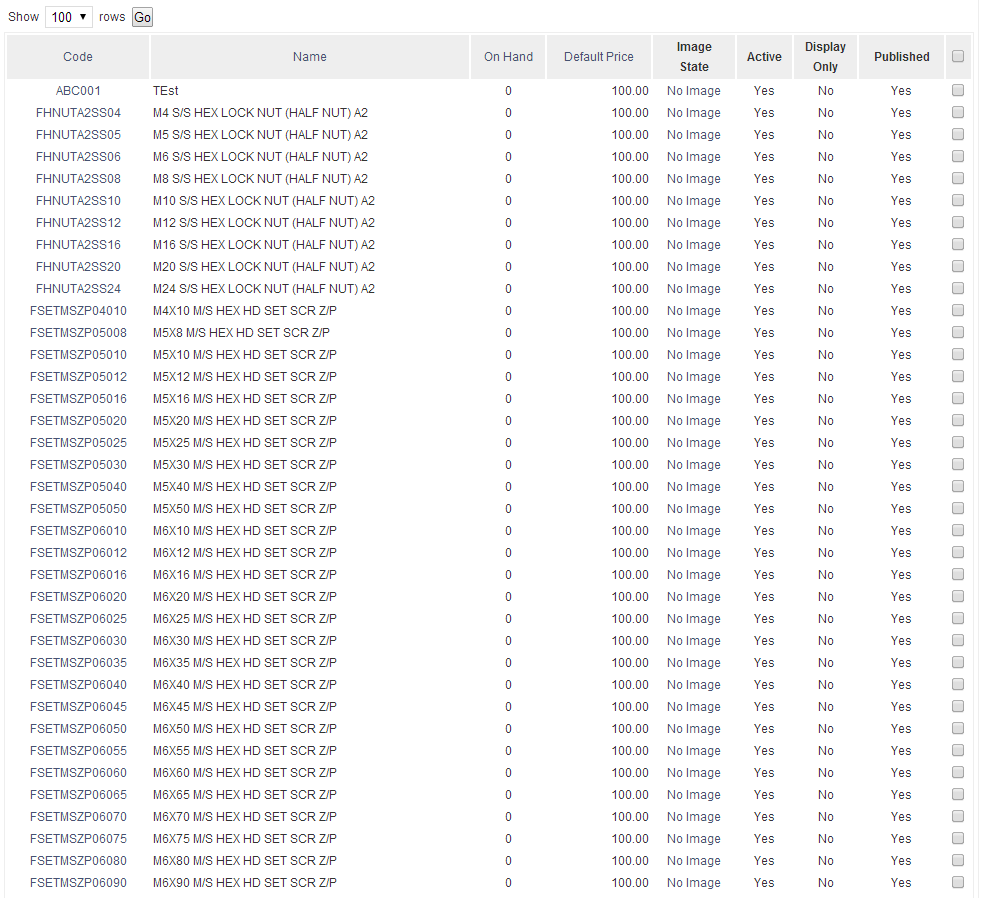 Show 100 rows Go
Code Name On Hand Default Price Image State Active Display Only Published
ABC001 TEst 0 100.00 No Image Yes No Yes
FHNUTA2SS04 M4 S/S HEX LOCK NUT (HALF NUT) A2 0 100.00 No Image Yes No Yes
FHNUTA2SS05 M5 S/S HEX LOCK NUT (HALF NUT) A2 0 100.00 No Image Yes No Yes
FHNUTA2SS06 M6 S/S HEX LOCK NUT (HALF NUT) A2 0 100.00 No Image Yes No Yes
FHNUTA2SS08 M8 S/S HEX LOCK NUT (HALF NUT) A2 0 100.00 No Image Yes No Yes
FHNUTA2SS10 M10 S/S HEX LOCK NUT (HALF NUT) A2 0 100.00 No Image Yes No Yes
FHNUTA2SS12 M12 S/S HEX LOCK NUT (HALF NUT) A2 0 100.00 No Image Yes No Yes
FHNUTA2SS16 M16 S/S HEX LOCK NUT (HALF NUT) A2 0 100.00 No Image Yes No Yes
FHNUTA2SS20 M20 S/S HEX LOCK NUT (HALF NUT) A2 0 100.00 No Image Yes No Yes
FHNUTA2SS24 M24 S/S HEX LOCK NUT (HALF NUT) A2 0 100.00 No Image Yes No Yes
FSETMSZP04010 M4X10 M/S HEX HD SET SCR Z/P 0 100.00 No Image Yes No Yes
FSETMSZP05008 M5X8 M/S HEX HD SET SCR Z/P 0 100.00 No Image Yes No Yes
FSETMSZP05010 M5X10 M/S HEX HD SET SCR Z/P 0 100.00 No Image Yes No Yes
FSETMSZP05012 M5X12 M/S HEX HD SET SCR Z/P 0 100.00 No Image Yes No Yes
FSETMSZP05016 M5X16 M/S HEX HD SET SCR Z/P 0 100.00 No Image Yes No Yes
FSETMSZP05020 M5X20 M/S HEX HD SET SCR Z/P 0 100.00 No Image Yes No Yes
FSETMSZP05025 M5X25 M/S HEX HD SET SCR Z/P 0 100.00 No Image Yes No Yes
FSETMSZP05030 M5X30 M/S HEX HD SET SCR Z/P 0 100.00 No Image Yes No Yes
FSETMSZP05040 M5X40 M/S HEX HD SET SCR Z/P 0 100.00 No Image Yes No Yes
FSETMSZP05050 M5X50 M/S HEX HD SET SCR Z/P 0 100.00 No Image Yes No Yes
FSETMSZP06010 M6X10 M/S HEX HD SET SCR Z/P 0 100.00 No Image Yes No Yes
FSETMSZP06012 M6X12 M/S HEX HD SET SCR Z/P 0 100.00 No Image Yes No Yes
FSETMSZP06016 M6X16 M/S HEX HD SET SCR Z/P 0 100.00 No Image Yes No Yes
FSETMSZP06020 M6X20 M/S HEX HD SET SCR Z/P 0 100.00 No Image Yes No Yes
FSETMSZP06025 M6X25 M/S HEX HD SET SCR Z/P 0 100.00 No Image Yes No Yes
FSETMSZP06030 M6X30 M/S HEX HD SET SCR Z/P 0 100.00 No Image Yes No Yes
FSETMSZP06035 M6X35 M/S HEX HD SET SCR Z/P 0 100.00 No Image Yes No Yes
FSETMSZP06040 M6X40 M/S HEX HD SET SCR Z/P 0 100.00 No Image Yes No Yes
FSETMSZP06045 M6X45 M/S HEX HD SET SCR Z/P 0 100.00 No Image Yes No Yes
FSETMSZP06050 M6X50 M/S HEX HD SET SCR Z/P 0 100.00 No Image Yes No Yes
FSETMSZP06055 M6X55 M/S HEX HD SET SCR Z/P 0 100.00 No Image Yes No Yes
FSETMSZP06060 M6X60 M/S HEX HD SET SCR Z/P 0 100.00 No Image Yes No Yes
FSETMSZP06065 M6X65 M/S HEX HD SET SCR Z/P 0 100.00 No Image Yes No Yes
FSETMSZP06070 M6X70 M/S HEX HD SET SCR Z/P 0 100.00 No Image Yes No Yes
FSETMSZP06075 M6X75 M/S HEX HD SET SCR Z/P 0 100.00 No Image Yes No Yes
FSETMSZP06080 M6X80 M/S HEX HD SET SCR Z/P 0 100.00 No Image Yes No Yes
FSETMSZP06090 M6X90 M/S HEX HD SET SCR Z/P 0 100.00 No Image Yes No Yes